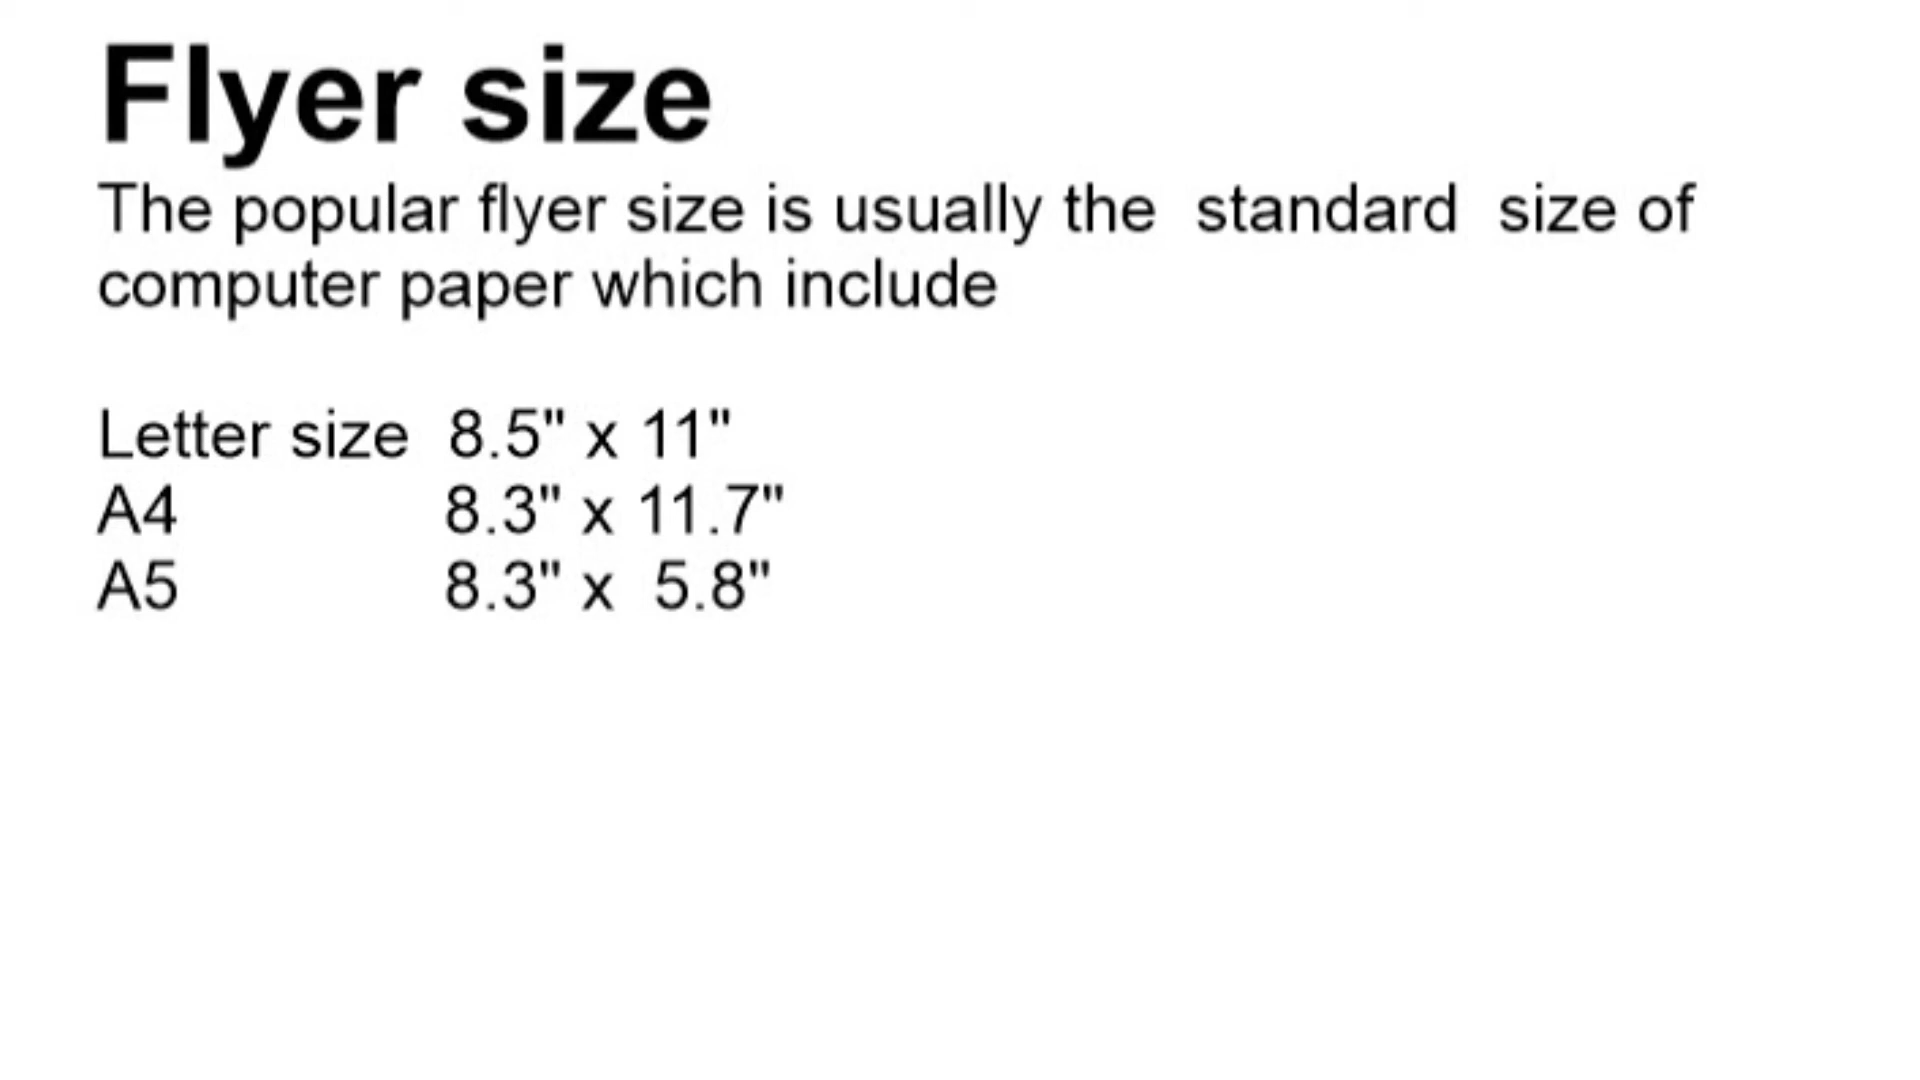 Flyer size
The popular flyer size is usually the  standard  size of
computer paper which include
Letter size  8.5" x 11"
A4 8.3" x 11.7"
A5 8.3" x  5.8"